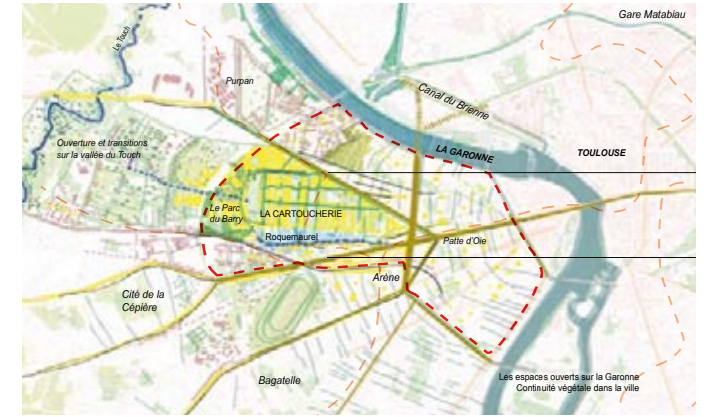 Gare Matabiau
Le Touch
Purpan
Canal du Brienne
Ouverture et transitions
sur la vallée du Touch
LA GARONNE
TOULOUSE
Le Parc
du Barry
LA CARTOUCHERIE
Roquemaurel
Patte d'Oie
Arène
Cité de la
Cépière
Bagatelle
Les espaces ouverts sur la Garonne
Continuité végétale dans la ville